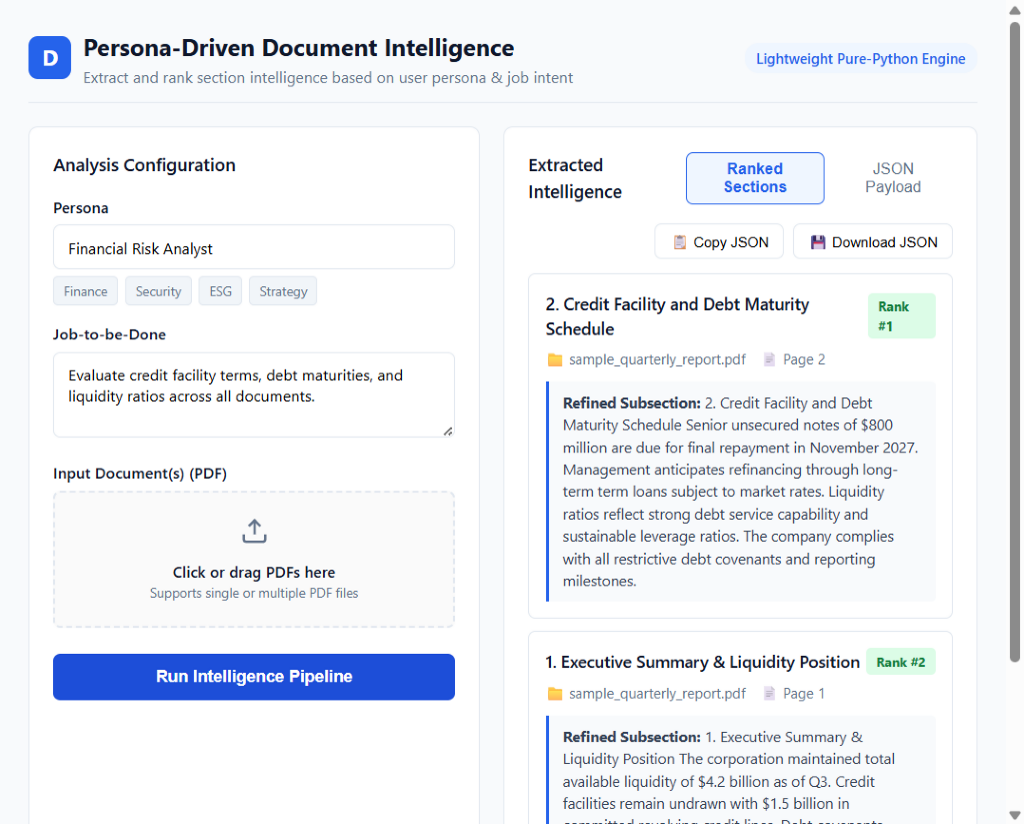 D
Persona-Driven Document Intelligence
Extract and rank section intelligence based on user persona & job intent
Lightweight Pure-Python Engine
Analysis Configuration
Persona
Financial Risk Analyst
Finance
Security
ESG
Strategy
Job-to-be-Done
Evaluate credit facility terms, debt maturities, and
liquidity ratios across all documents.
Input Document(s) (PDF)
Click or drag PDFs here
Supports single or multiple PDF files
Run Intelligence Pipeline
Extracted
Intelligence
Ranked
Sections
JSON
Payload
Copy JSON
Download JSON
2. Credit Facility and Debt Maturity
Schedule
Rank
#1
sample_quarterly_report.pdf
Page 2
Refined Subsection: 2. Credit Facility and Debt
Maturity Schedule Senior unsecured notes of $800
million are due for final repayment in November 2027.
Management anticipates refinancing through long-
term term loans subject to market rates. Liquidity
ratios reflect strong debt service capability and
sustainable leverage ratios. The company complies
with all restrictive debt covenants and reporting
milestones.
1. Executive Summary & Liquidity Position
Rank #2
sample_quarterly_report.pdf
Page 1
Refined Subsection: 1. Executive Summary &
Liquidity Position The corporation maintained total
available liquidity of $4.2 billion as of Q3. Credit
facilities remain undrawn with $1.5 billion in
committed revolving credit lines. Debt covenants